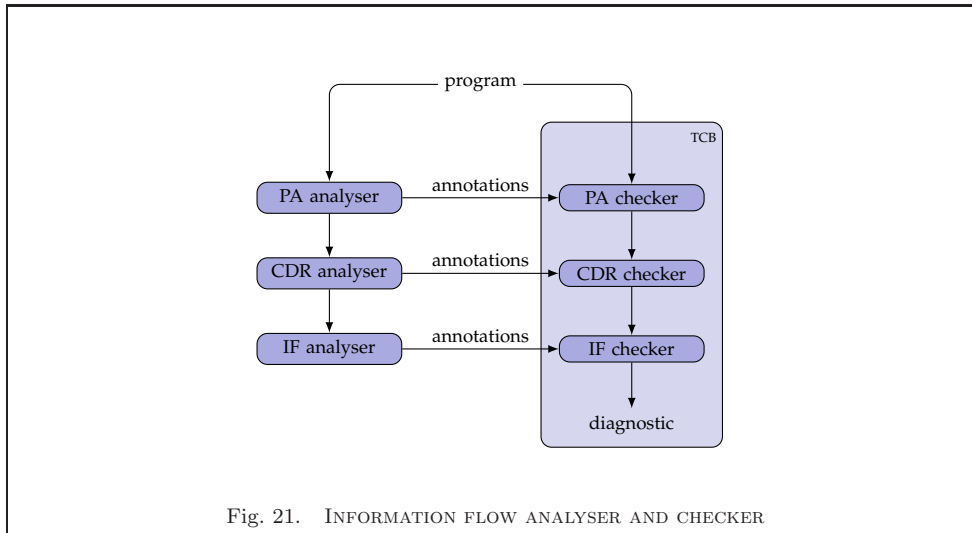 program
TCB
PA analyser
annotations
PA checker
CDR analyser
annotations
CDR checker
IF analyser
annotations
IF checker
diagnostic
Fig. 21. INFORMATION FLOW ANALYSER AND CHECKER